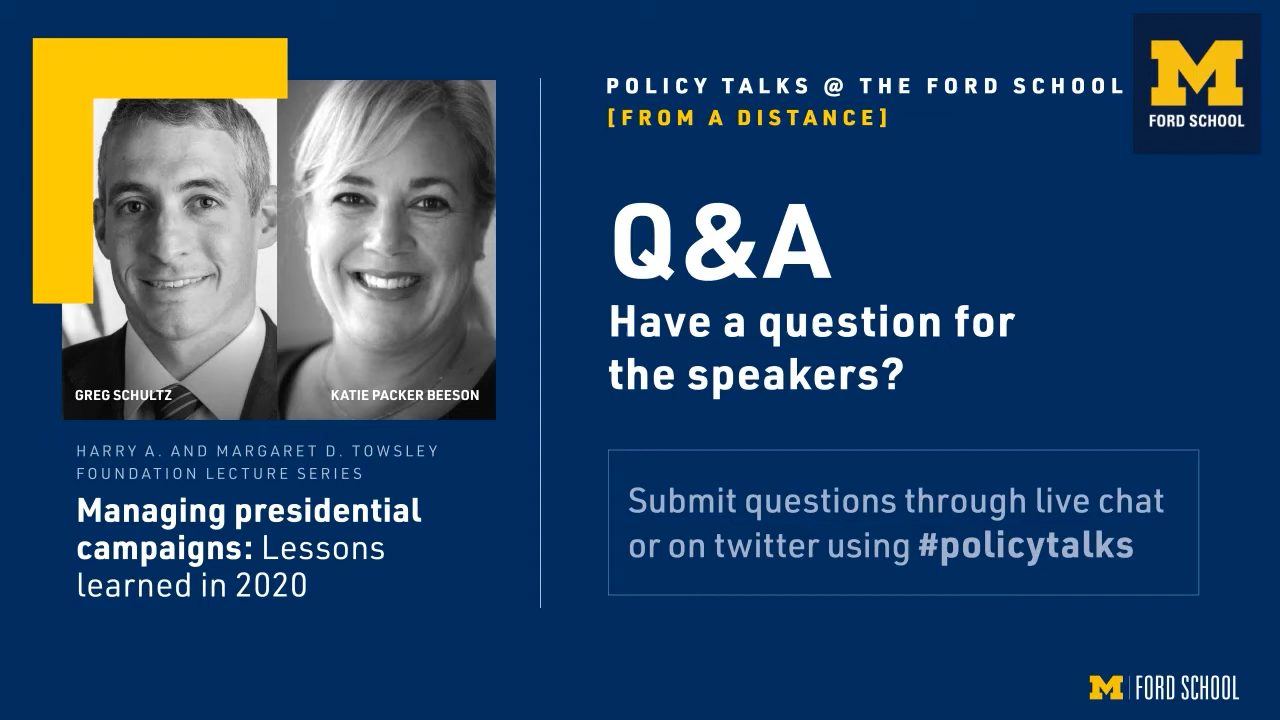 GREG SCHULTZ
KATIE PACKER BEESON
HARRY A. AND MARGARET D. TOWSLEY
FOUNDATION LECTURE SERIES
Managing presidential
campaigns: Lessons
learned in 2020
POLICY TALKS @ THE FORD SCHOOL
[FROM A DISTANCE]
M
FORD SCHOOL
Q&A
Have a question for
the speakers?
Submit questions through live chat
or on twitter using #policytalks
M | FORD SCHOOL